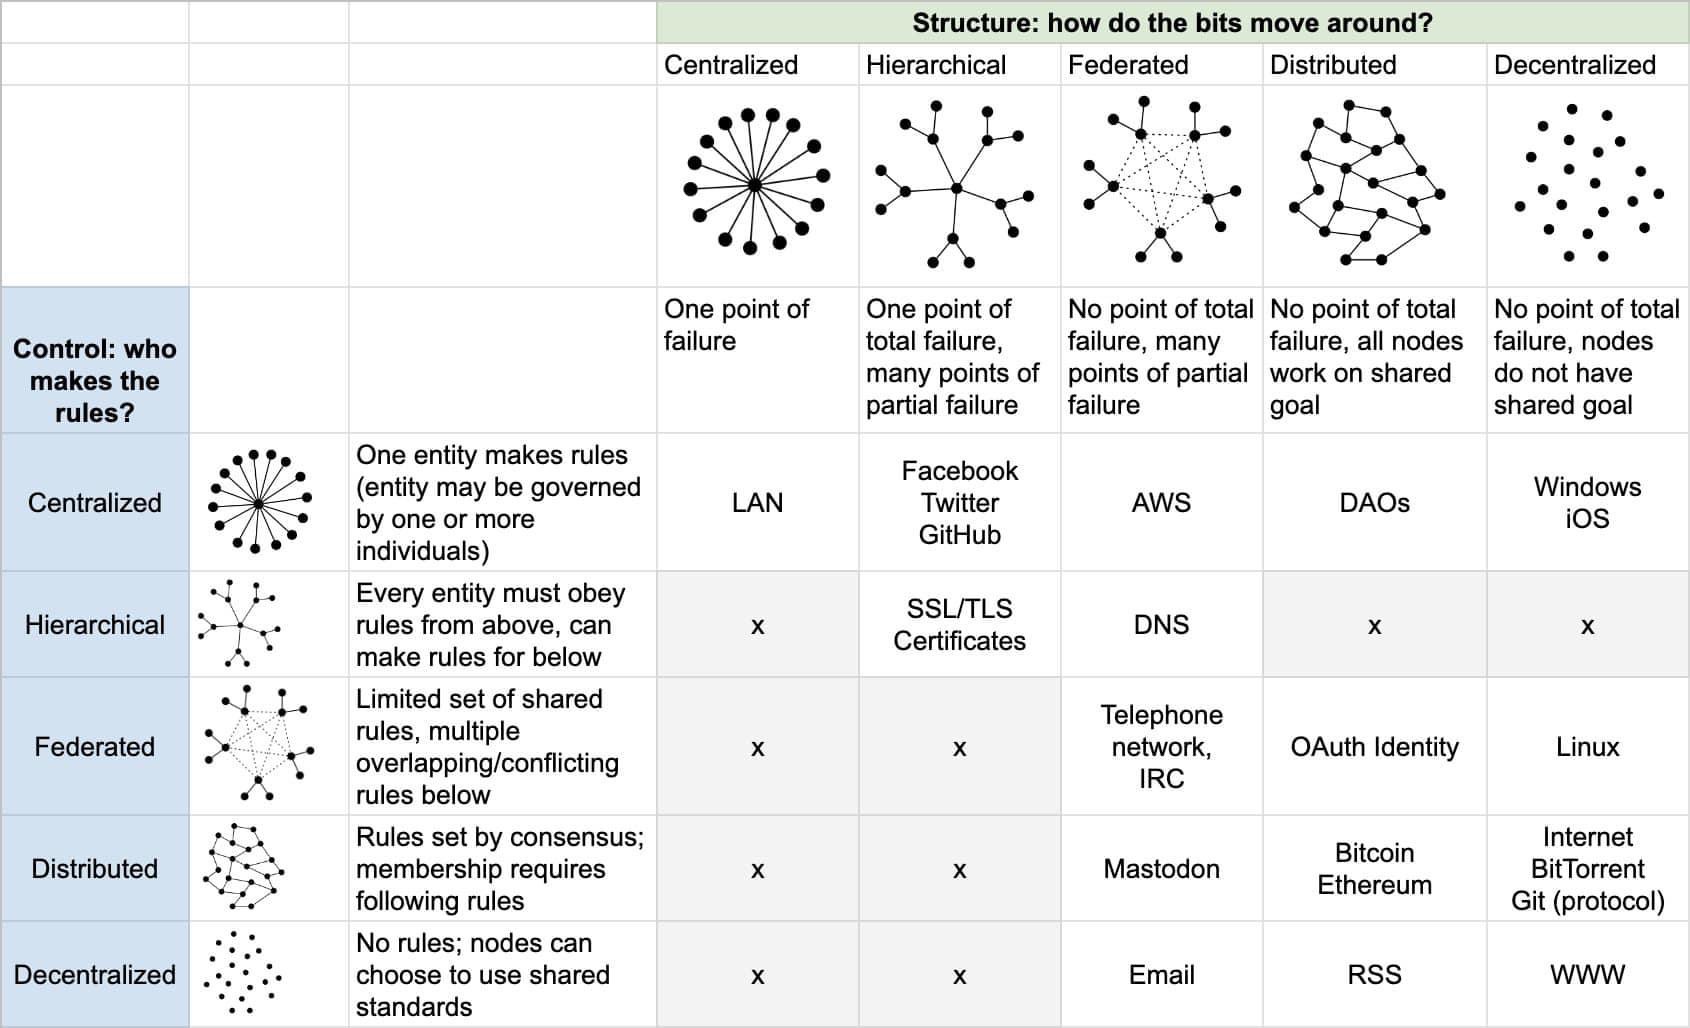 Structure: how do the bits move around?
Centralized
Hierarchical
Federated
Distributed
Decentralized
Control: who
makes the
rules?
One point of
failure
One point of
total failure,
many points of
partial failure
No point of total
failure, many
points of partial
failure
No point of total
failure, all nodes
work on shared
goal
No point of total
failure, nodes
do not have
shared goal
Centralized
One entity makes rules
(entity may be governed
by one or more
individuals)
LAN
Facebook
Twitter
GitHub
AWS
DAOs
Windows
iOS
Hierarchical
Every entity must obey
rules from above, can
make rules for below
x
SSL/TLS
Certificates
DNS
x
x
Federated
Limited set of shared
rules, multiple
overlapping/conflicting
rules below
x
x
Telephone
network,
IRC
OAuth Identity
Linux
Distributed
Rules set by consensus;
membership requires
following rules
x
x
Mastodon
Bitcoin
Ethereum
Internet
BitTorrent
Git (protocol)
Decentralized
No rules; nodes can
choose to use shared
standards
x
x
Email
RSS
WWW